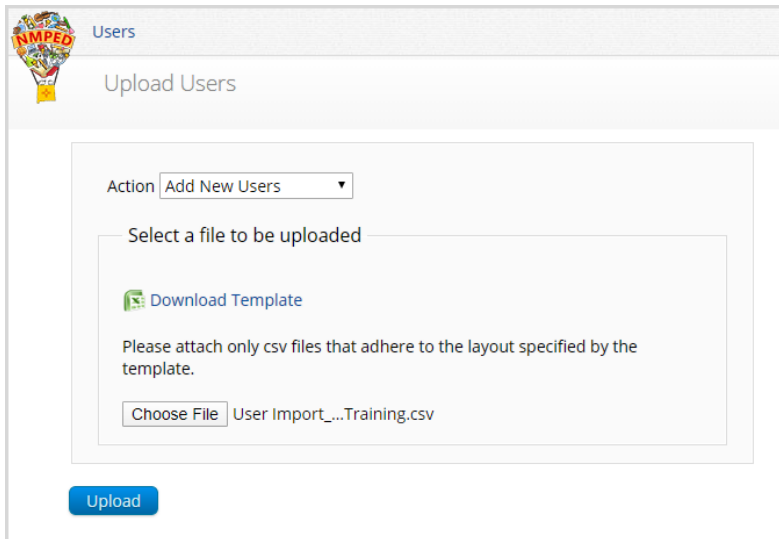 NMPED
Users
Upload Users
Action Add New Users
Select a file to be uploaded
Download Template
Please attach only csv files that adhere to the layout specified by the
template.
Choose File User Import_...Training.csv
Upload